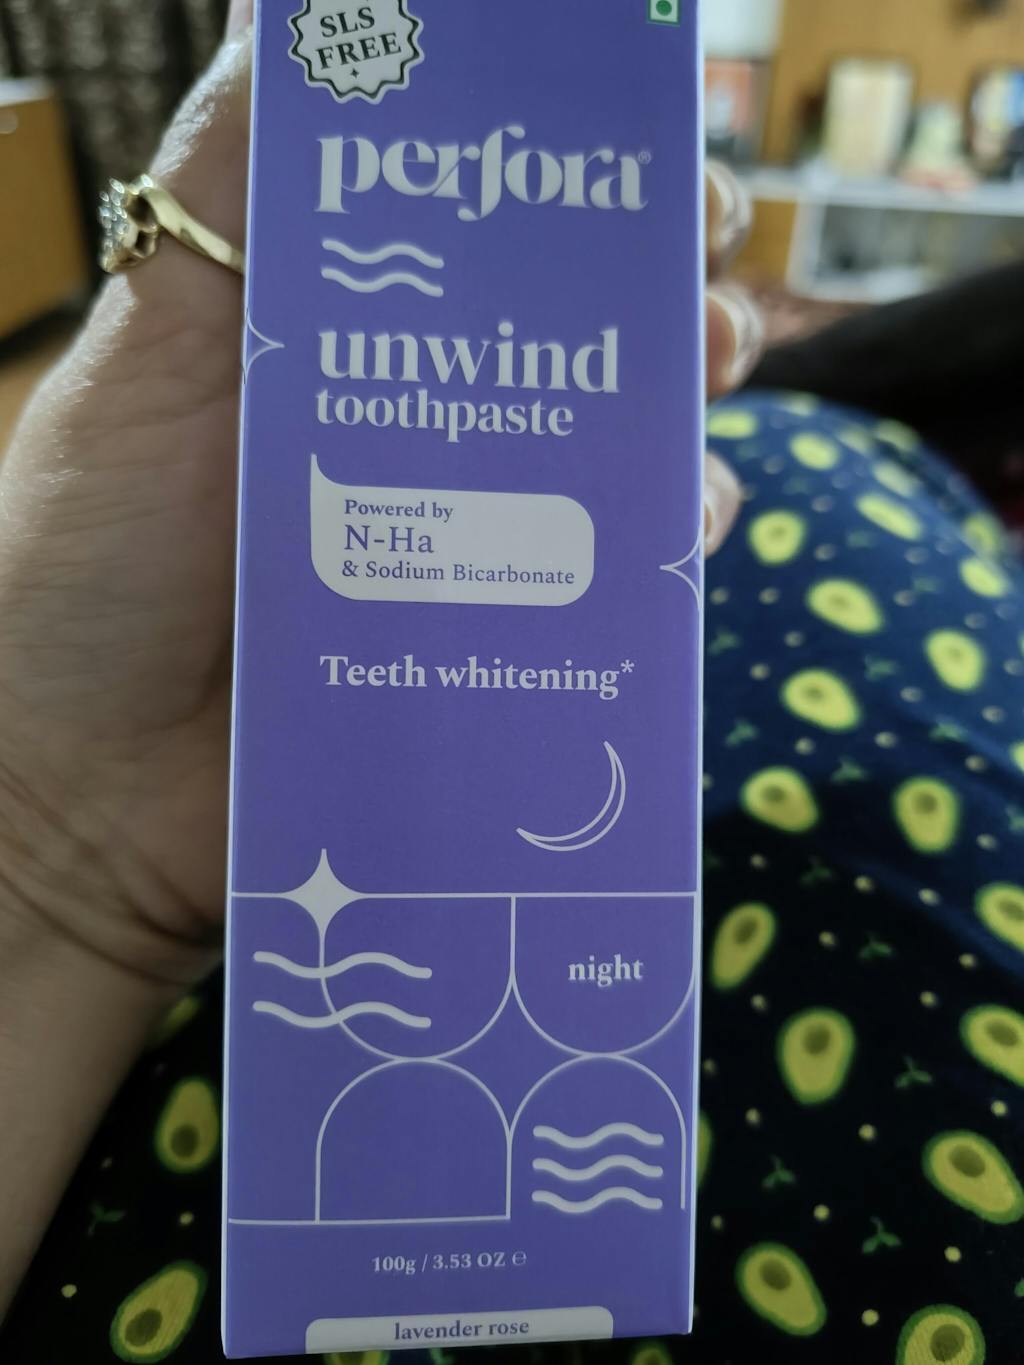 SLS
FREE
perfora®
unwind
toothpaste
Powered by
N-Ha
& Sodium Bicarbonate
Teeth whitening*
night
100g / 3.53 OZ ℮
lavender rose